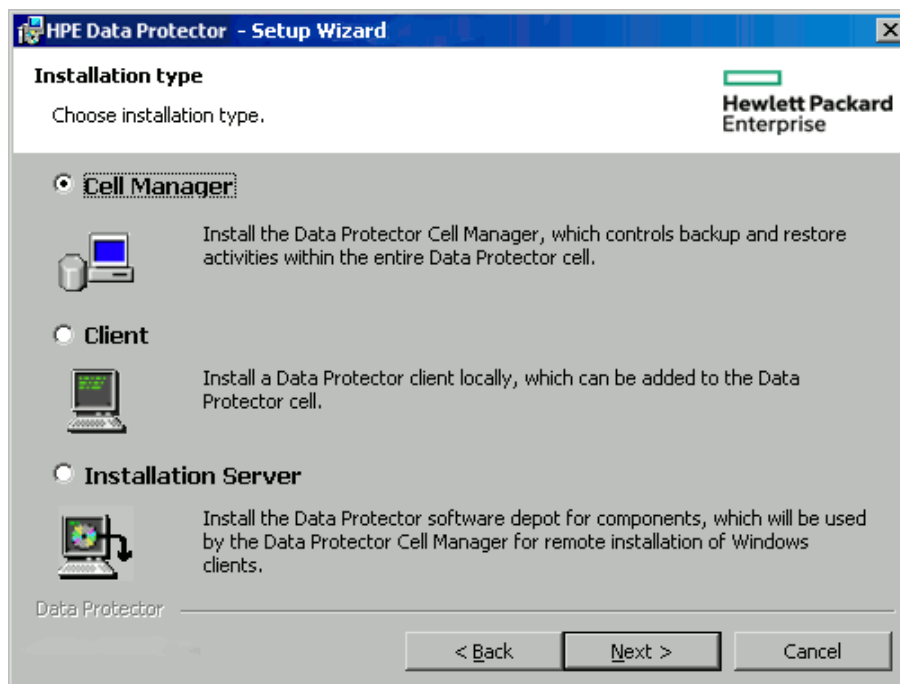 HPE Data Protector - Setup Wizard
Installation type
Choose installation type.
Hewlett Packard
Enterprise
Cell Manager
Install the Data Protector Cell Manager, which controls backup and restore
activities within the entire Data Protector cell.
Client
Install a Data Protector client locally, which can be added to the Data
Protector cell.
Installation Server
Install the Data Protector software depot for components, which will be used
by the Data Protector Cell Manager for remote installation of Windows
clients.
Data Protector
< Back
Next >
Cancel